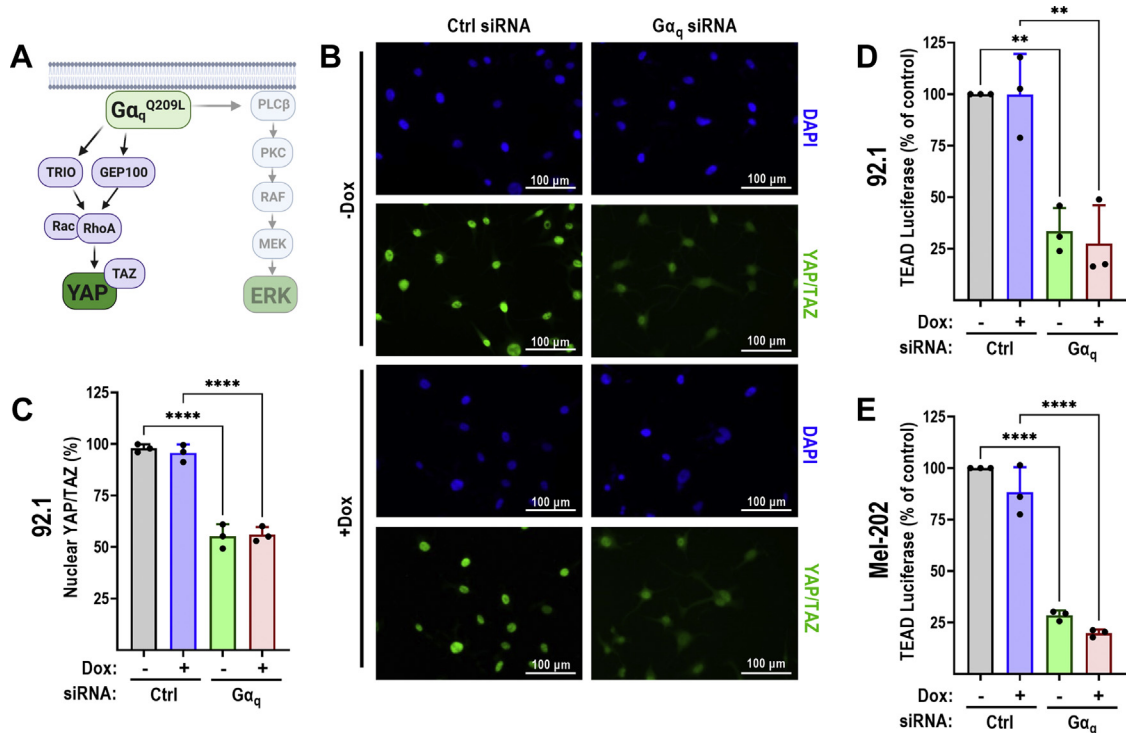 A
Gαq Q209L
PLCβ
TRIO
GEP100
PKC
Rac
RhoA
RAF
YAP
TAZ
MEK
ERK
B
Ctrl siRNA
Gαq siRNA
-Dox
100 µm
100 µm
DAPI
100 µm
100 µm
YAP/TAZ
+Dox
100 µm
100 µm
DAPI
100 µm
100 µm
YAP/TAZ
C
92.1
Nuclear YAP/TAZ (%)
125
100
75
50
25
****
****
Dox: - + - +
siRNA: Ctrl Gαq
D
92.1
TEAD Luciferase (% of control)
125
100
75
50
25
**
**
Dox: - + - +
siRNA: Ctrl Gαq
E
Mel-202
TEAD Luciferase (% of control)
125
100
75
50
25
****
****
Dox: - + - +
siRNA: Ctrl Gαq